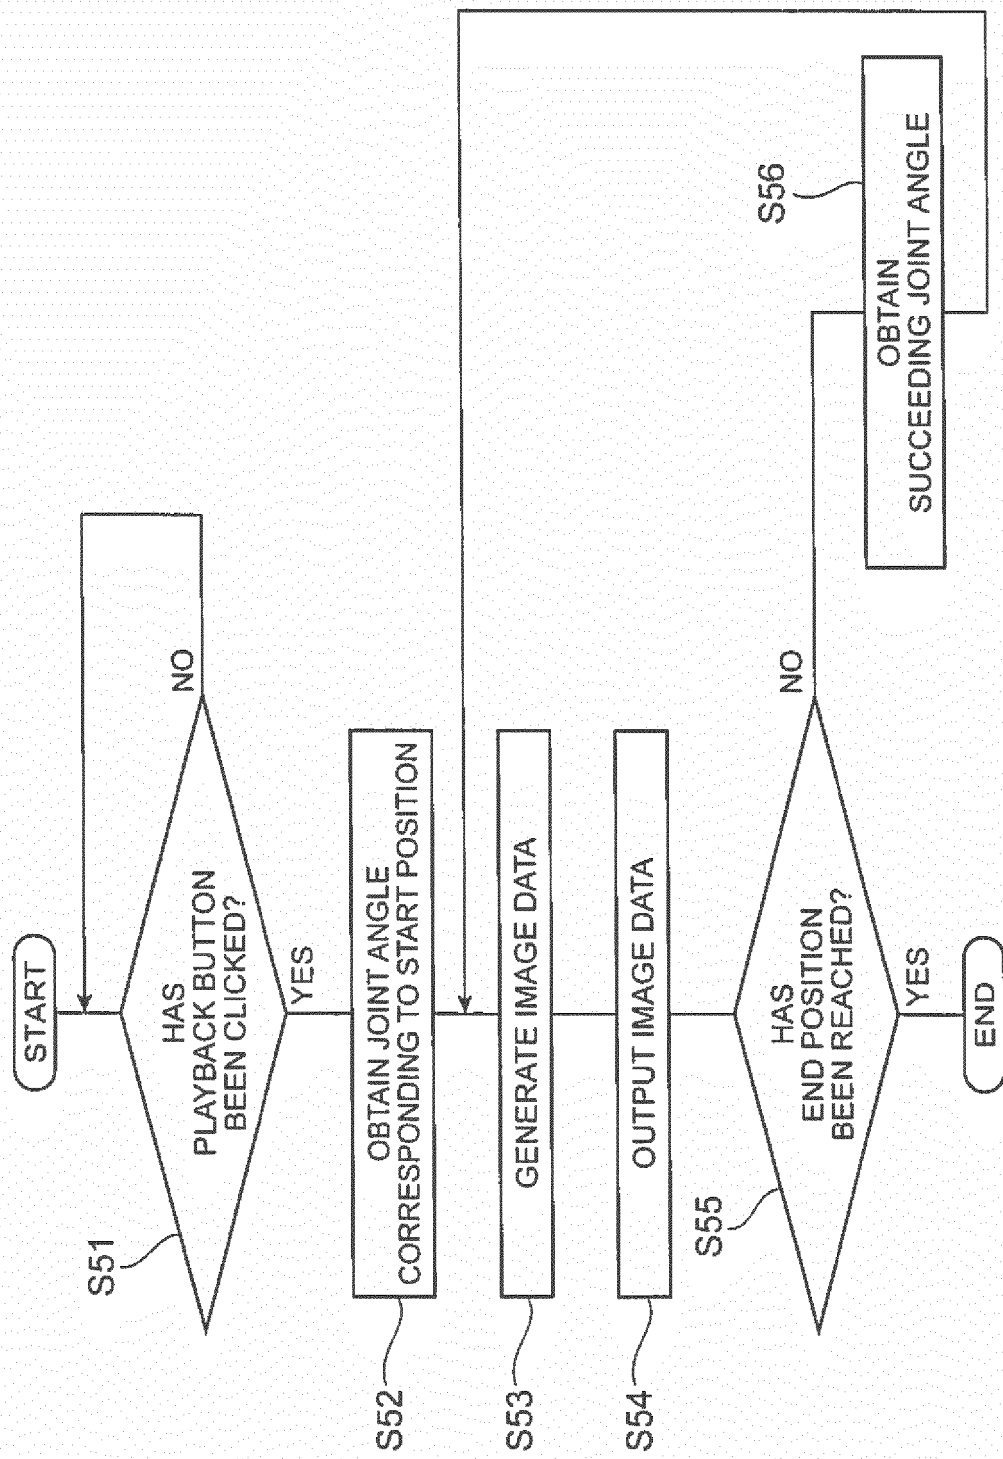 START
S51
HAS
PLAYBACK BUTTON
BEEN CLICKED?
NO
YES
S52
OBTAIN JOINT ANGLE
CORRESPONDING TO START POSITION
S53
GENERATE IMAGE DATA
S54
OUTPUT IMAGE DATA
S55
HAS
END POSITION
BEEN REACHED?
NO
S56
OBTAIN
SUCCEEDING JOINT ANGLE
YES
END